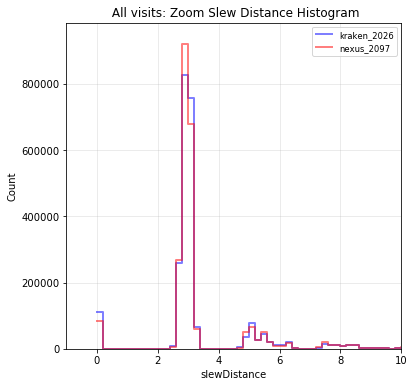 All visits: Zoom Slew Distance Histogram
kraken_2026
nexus_2097
800000
600000
400000
200000
0
Count
0 2 4 6 8 10
slewDistance